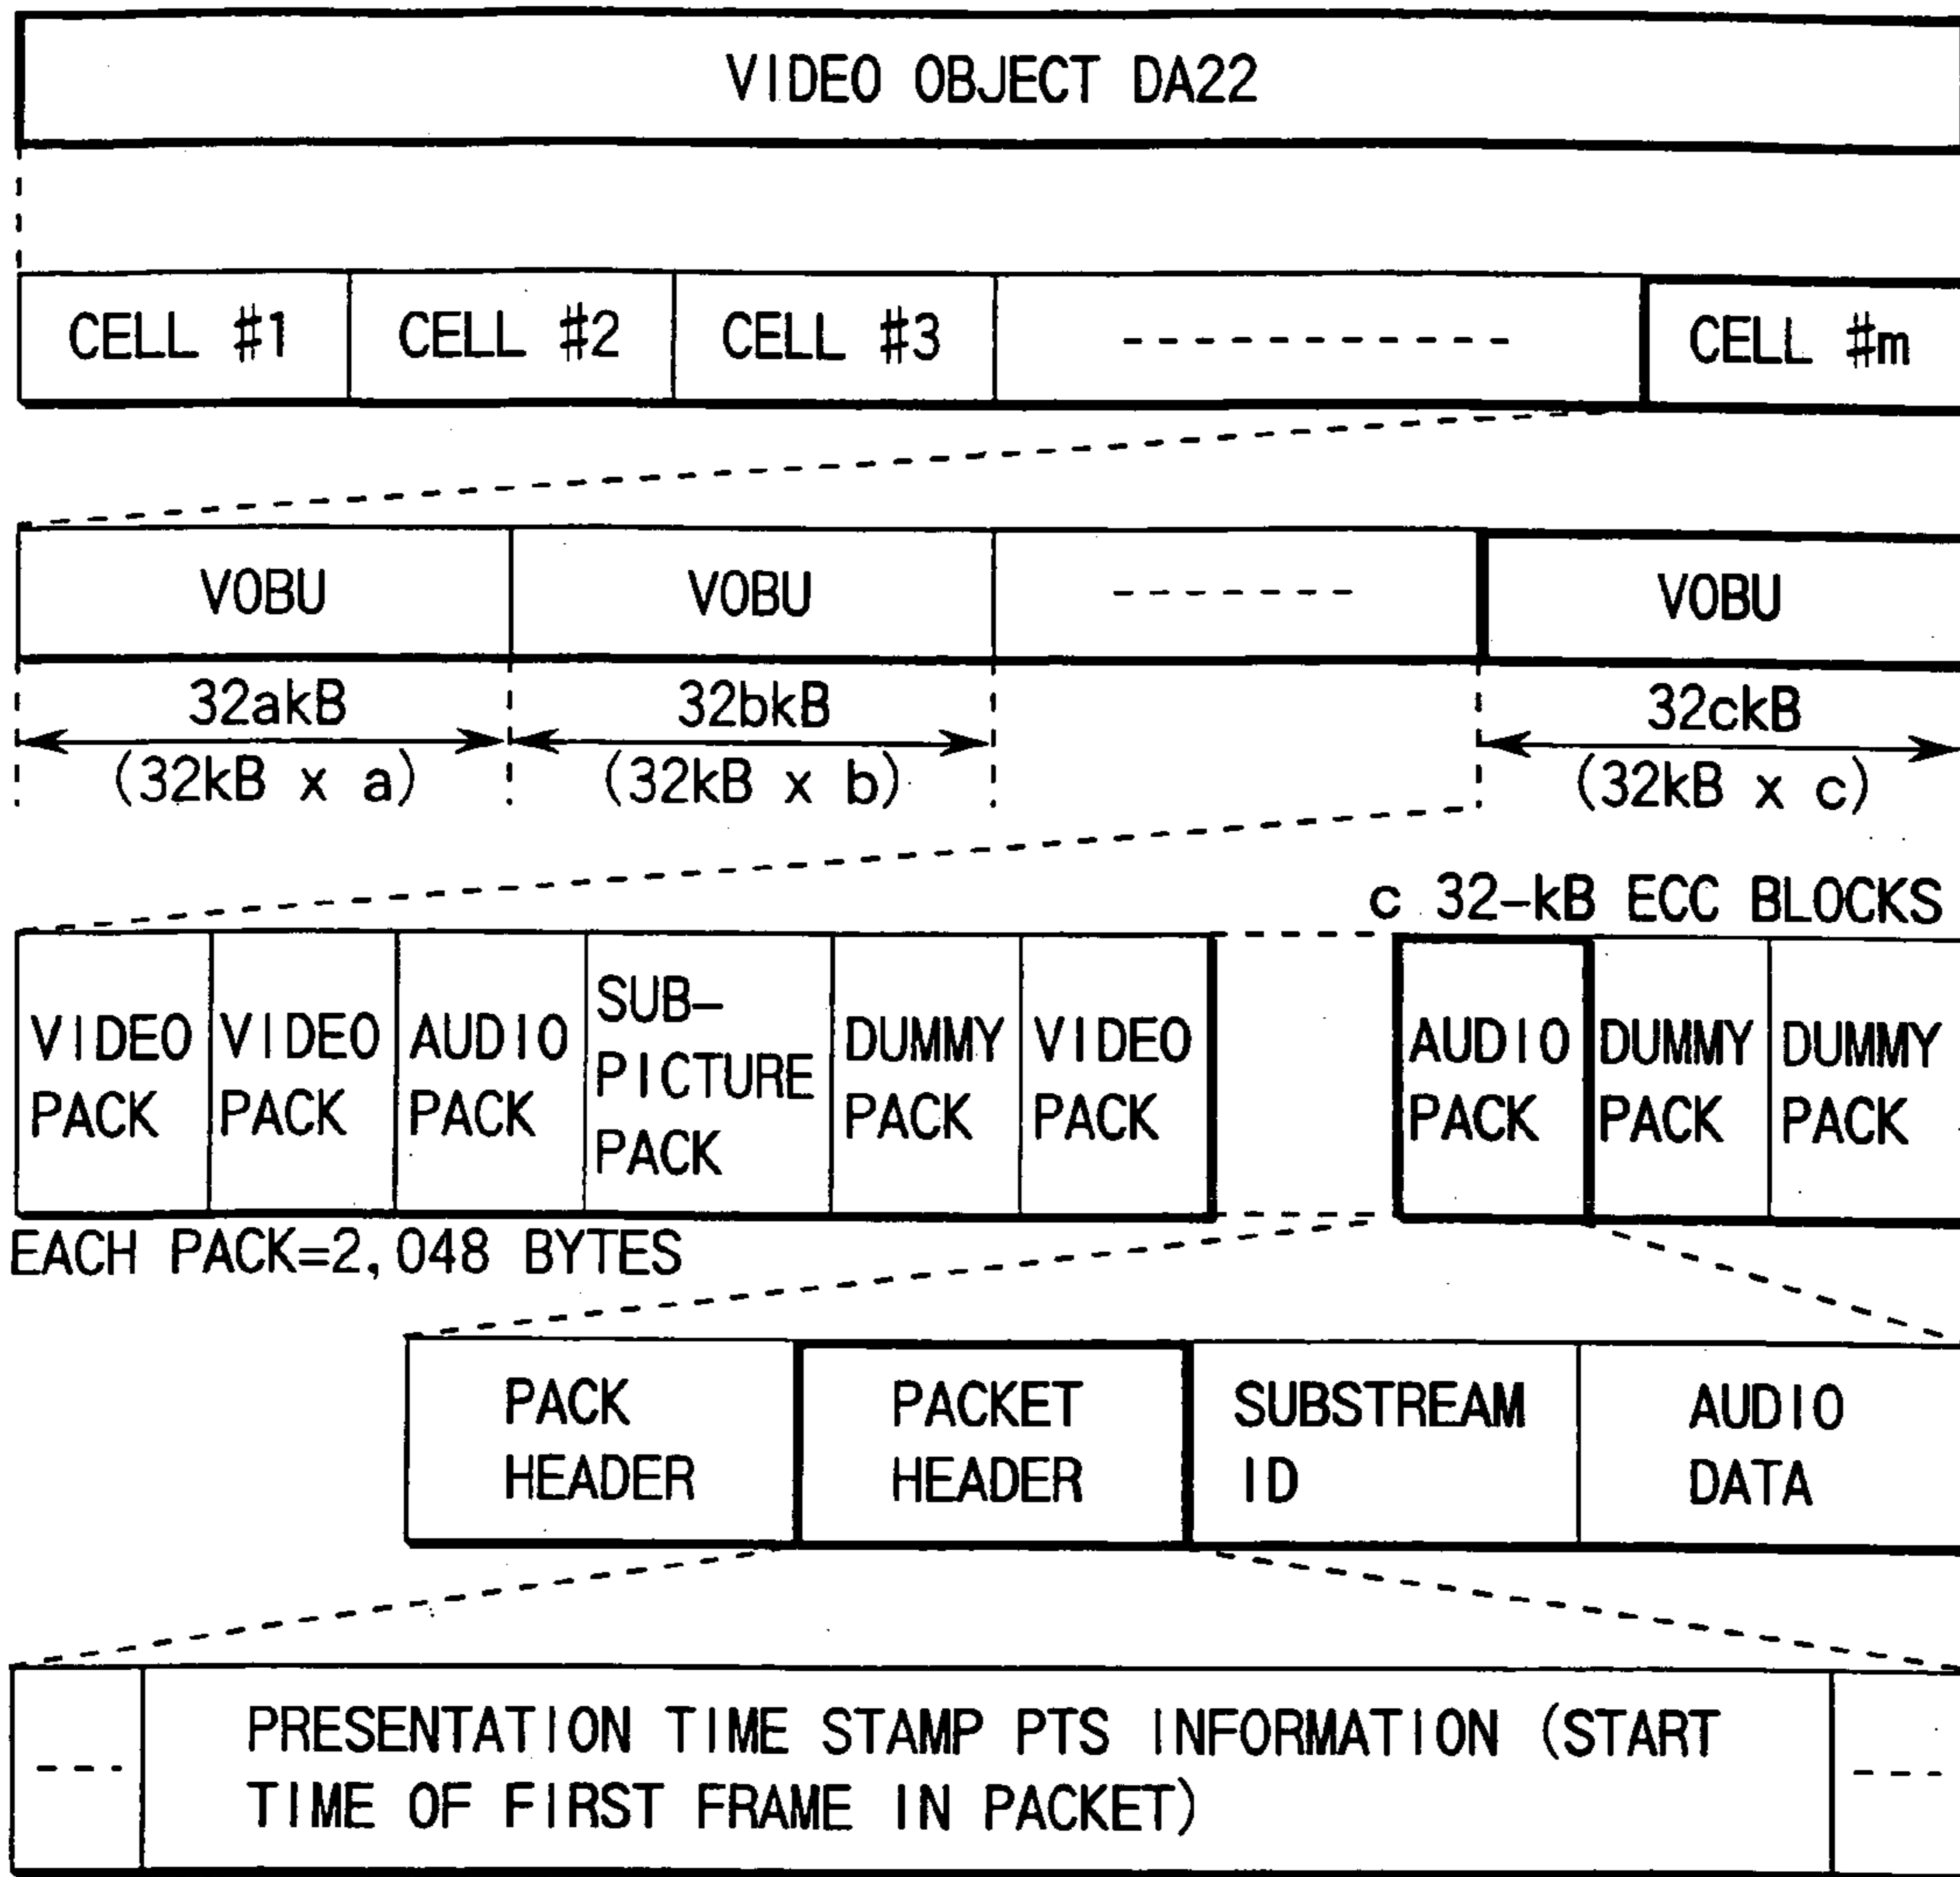 VIDEO OBJECT DA22
CELL #1
CELL #2
CELL #3
CELL #m
VOBU
VOBU
VOBU
32akB
(32kB x a)
32bkB
(32kB x b)
32ckB
(32kB x c)
c 32-kB ECC BLOCKS
VIDEO
PACK
VIDEO
PACK
AUDIO
PACK
SUB-
PICTURE
PACK
DUMMY
PACK
VIDEO
PACK
AUDIO
PACK
DUMMY
PACK
DUMMY
PACK
EACH PACK=2,048 BYTES
PACK
HEADER
PACKET
HEADER
SUBSTREAM
ID
AUDIO
DATA
PRESENTATION TIME STAMP PTS INFORMATION (START
TIME OF FIRST FRAME IN PACKET)